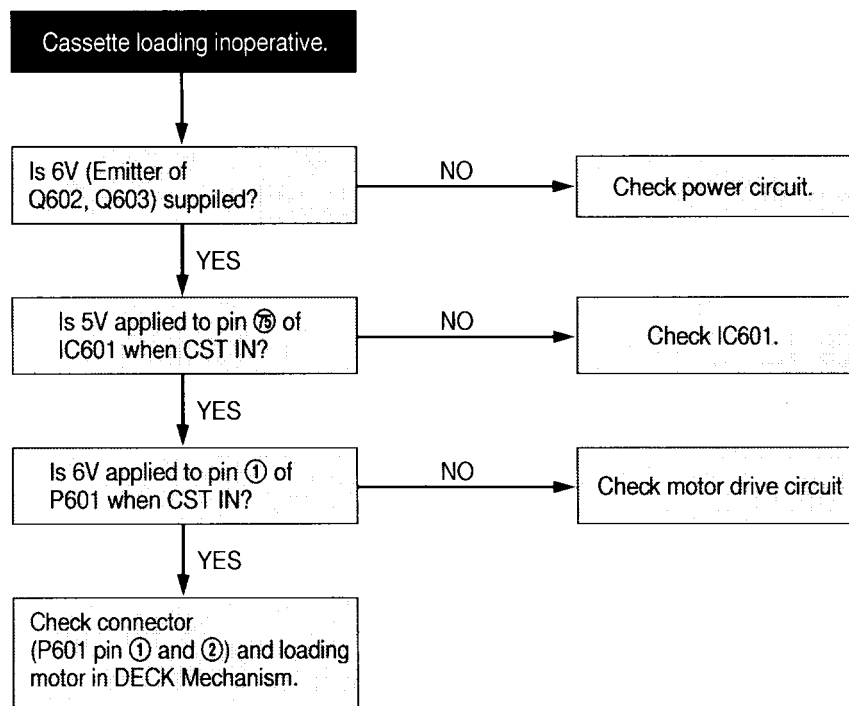 Cassette loading inoperative.
Is 6V (Emitter of
Q602, Q603) suppiled?
NO
Check power circuit.
YES
Is 5V applied to pin ㊆ of
IC601 when CST IN?
NO
Check IC601.
YES
Is 6V applied to pin ① of
P601 when CST IN?
NO
Check motor drive circuit
YES
Check connector
(P601 pin ① and ②) and loading
motor in DECK Mechanism.